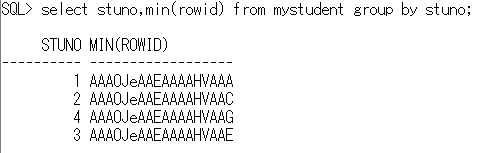 SQL> select stuno,min(rowid) from mystudent group by stuno;
STUNO MIN(ROWID)
---------- ------------------
1 AAAOJeAAEAAAAHVAAA
2 AAAOJeAAEAAAAHVAAC
4 AAAOJeAAEAAAAHVAAG
3 AAAOJeAAEAAAAHVAAE